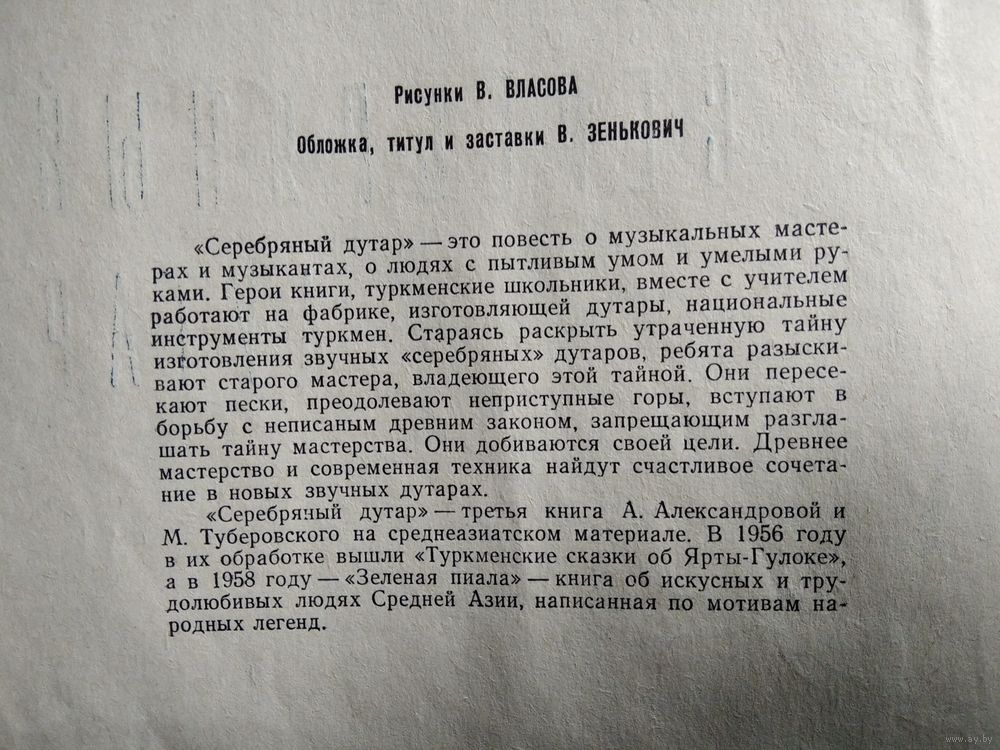 Рисунки В. ВЛАСОВА
Обложка, титул и заставки В. ЗЕНЬКОВИЧ
«Серебряный дутар» — это повесть о музыкальных масте-
рах и музыкантах, о людях с пытливым умом и умелыми ру-
ками. Герои книги, туркменские школьники, вместе с учителем
работают на фабрике, изготовляющей дутары, национальные
инструменты туркмен. Стараясь раскрыть утраченную тайну
изготовления звучных «серебряных» дутаров, ребята разыски-
вают старого мастера, владеющего этой тайной. Они пересе-
кают пески, преодолевают неприступные горы, вступают в
борьбу с неписаным древним законом, запрещающим разгла-
шать тайну мастерства. Они добиваются своей цели. Древнее
мастерство и современная техника найдут счастливое сочета-
ние в новых звучных дутарах.
«Серебряный дутар» — третья книга А. Александровой и
М. Туберовского на среднеазиатском материале. В 1956 году
в их обработке вышли «Туркменские сказки об Ярты-Гулоке»,
а в 1958 году — «Зеленая пиала» — книга об искусных и тру-
долюбивых людях Средней Азии, написанная по мотивам на-
родных легенд.
www.ay.by